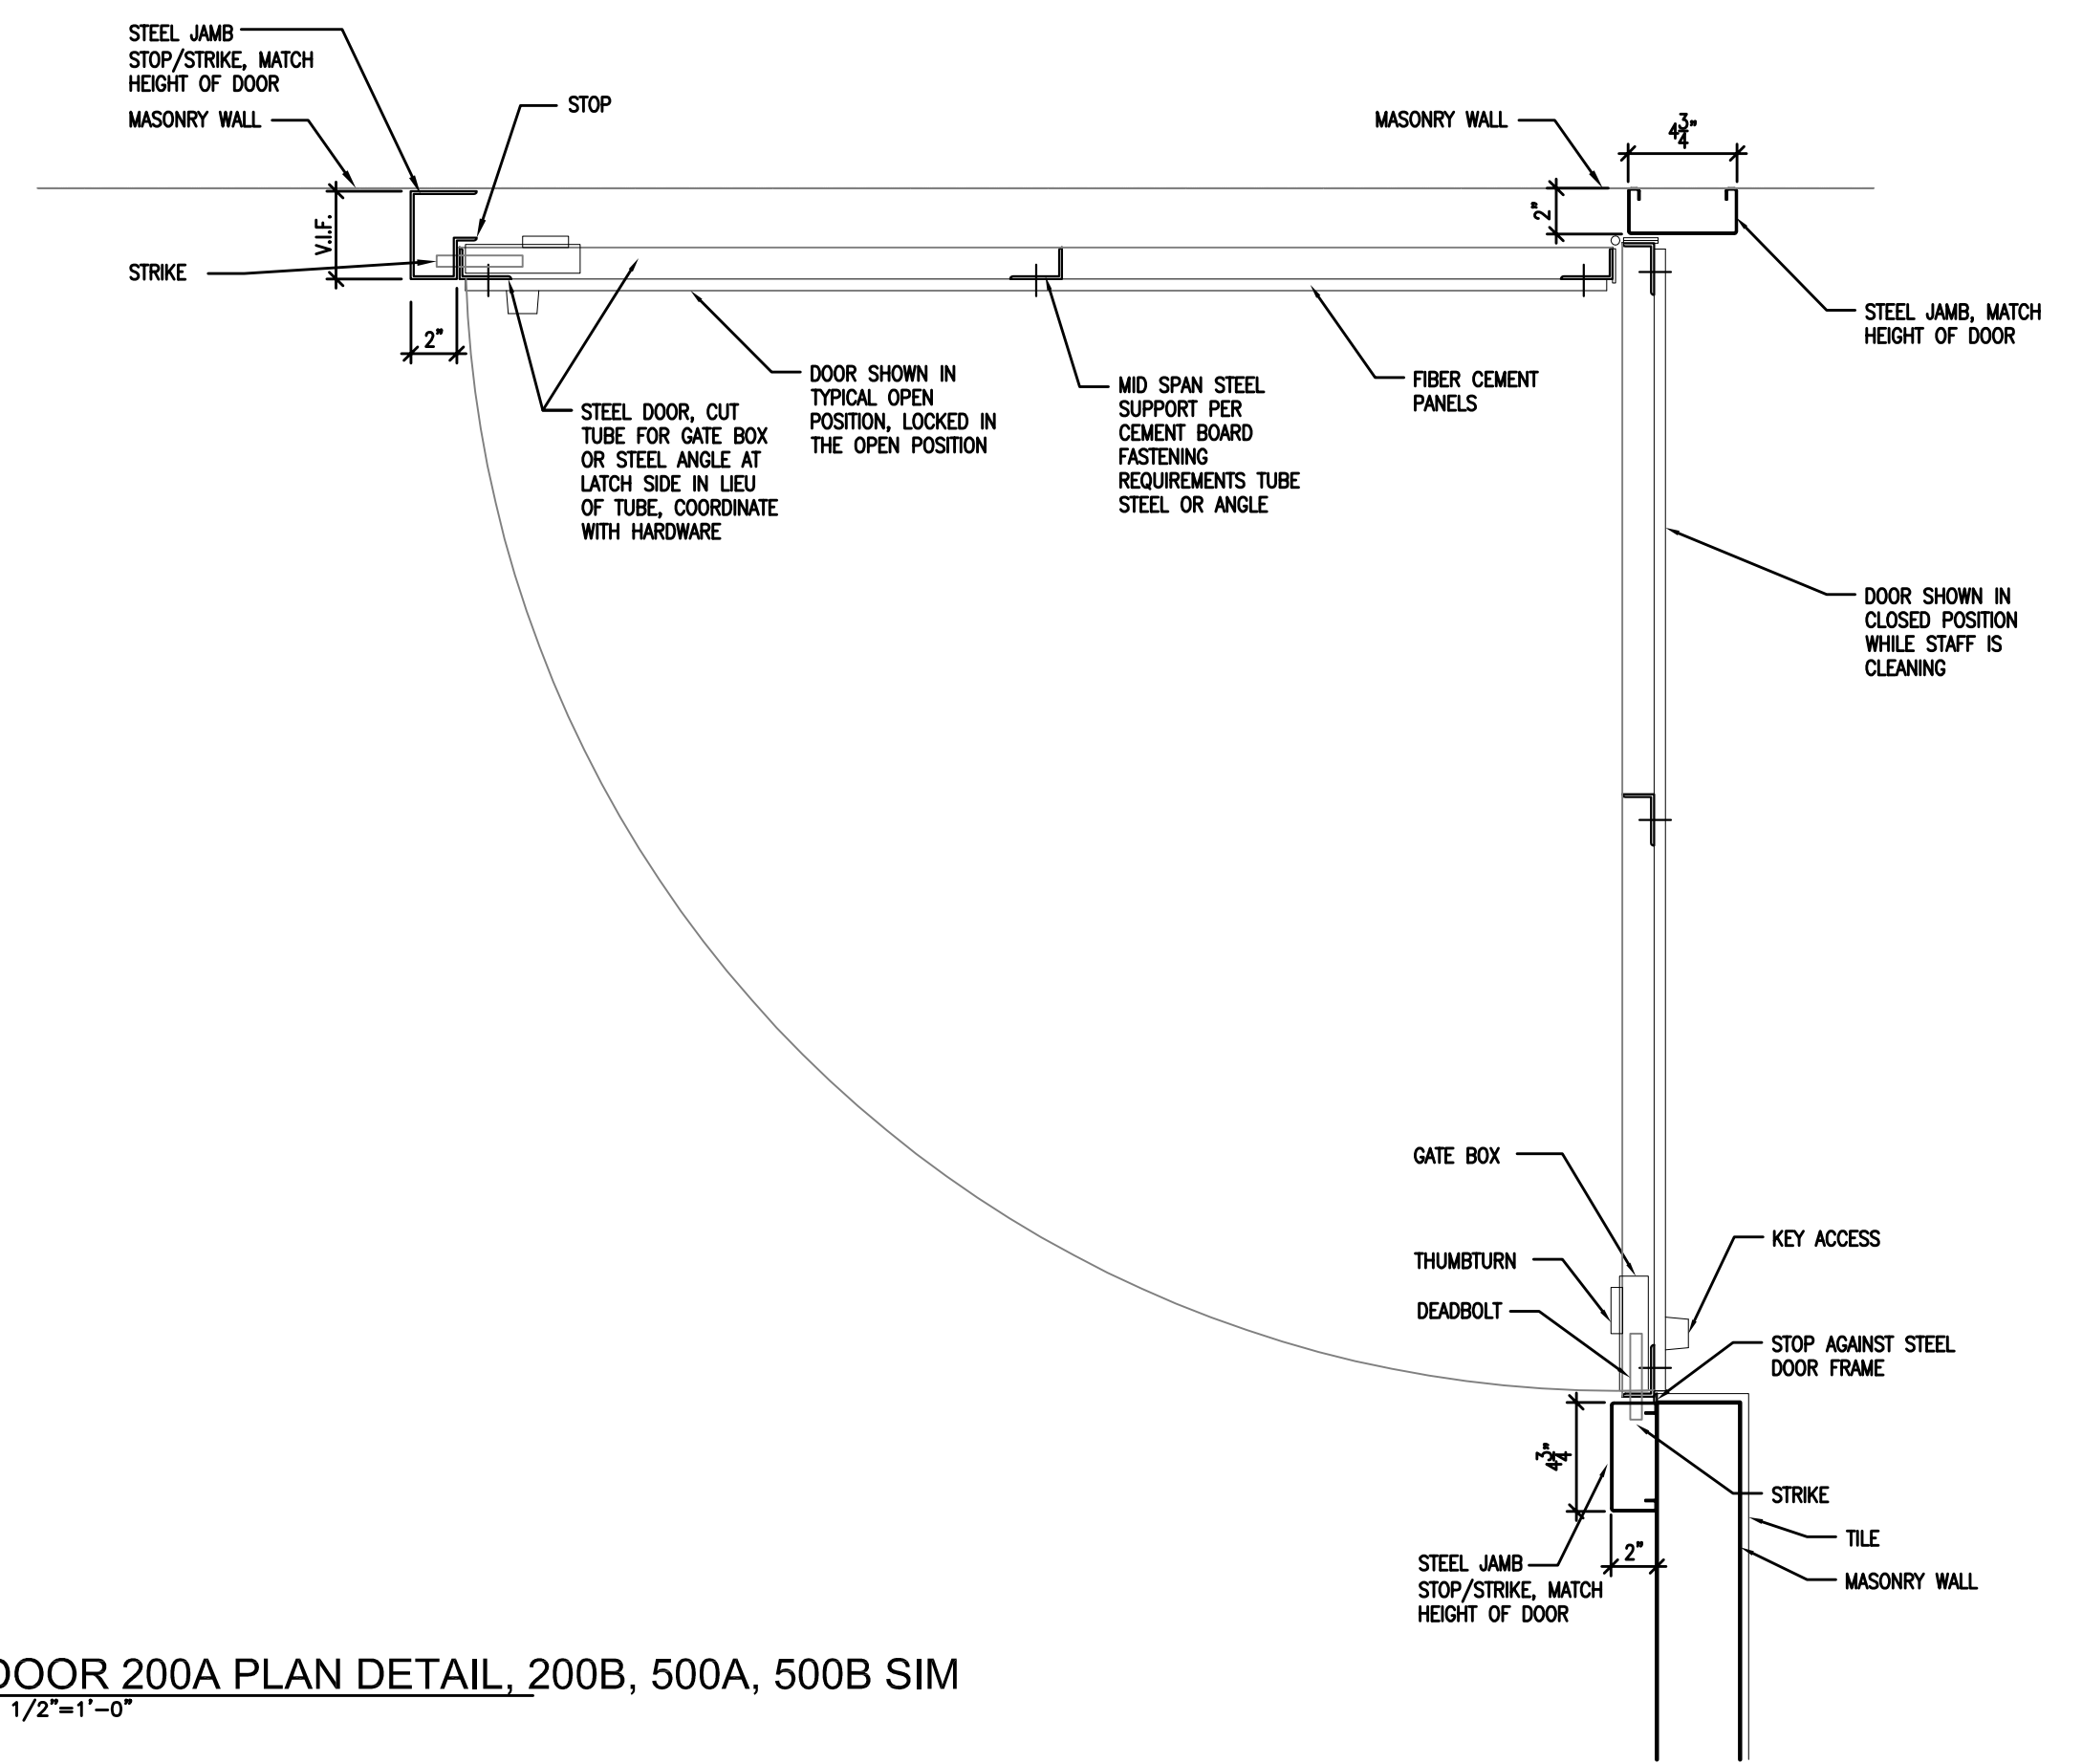 STEEL JAMB
STOP/STRIKE, MATCH
HEIGHT OF DOOR
MASONRY WALL
STOP
MASONRY WALL
4 3/4"
V.I.F.
2"
STRIKE
2"
STEEL JAMB, MATCH
HEIGHT OF DOOR
STEEL DOOR, CUT
TUBE FOR GATE BOX
OR STEEL ANGLE AT
LATCH SIDE IN LIEU
OF TUBE, COORDINATE
WITH HARDWARE
DOOR SHOWN IN
TYPICAL OPEN
POSITION, LOCKED IN
THE OPEN POSITION
MID SPAN STEEL
SUPPORT PER
CEMENT BOARD
FASTENING
REQUIREMENTS TUBE
STEEL OR ANGLE
FIBER CEMENT
PANELS
DOOR SHOWN IN
CLOSED POSITION
WHILE STAFF IS
CLEANING
GATE BOX
THUMBTURN
DEADBOLT
KEY ACCESS
STOP AGAINST STEEL
DOOR FRAME
4 3/4"
STRIKE
TILE
MASONRY WALL
2"
STEEL JAMB
STOP/STRIKE, MATCH
HEIGHT OF DOOR
DOOR 200A PLAN DETAIL, 200B, 500A, 500B SIM
1/2"=1'-0"